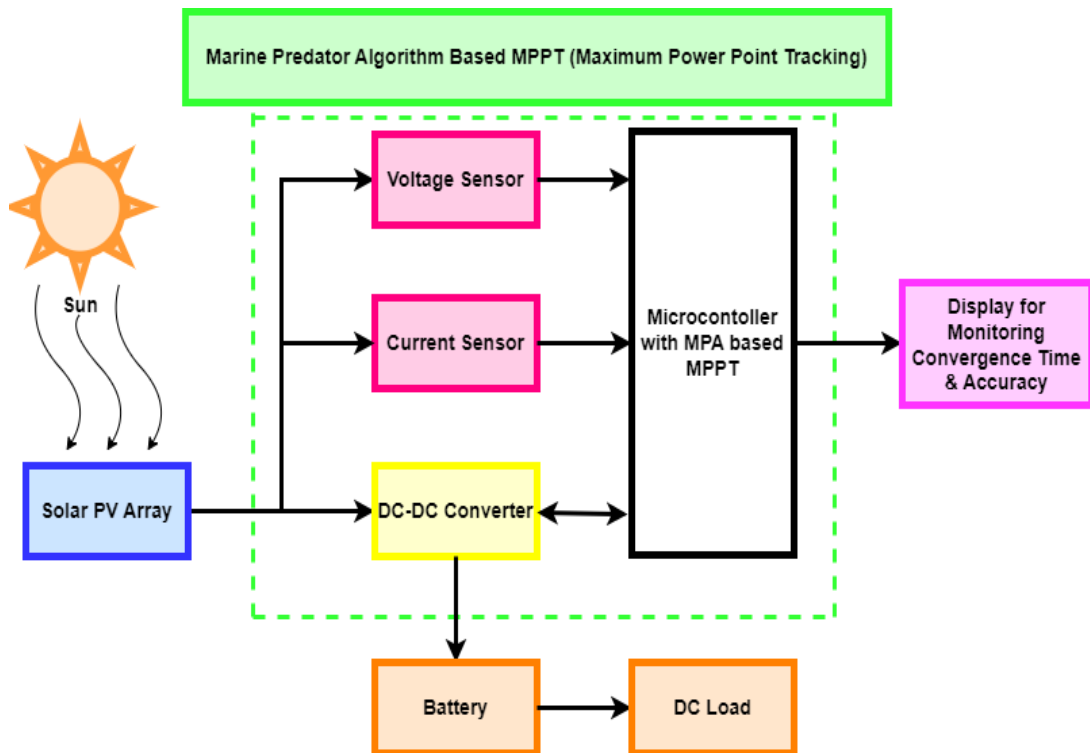 Marine Predator Algorithm Based MPPT (Maximum Power Point Tracking)
Voltage Sensor
Sun
Current Sensor
Microcontoller
with MPA based
MPPT
Display for
Monitoring
Convergence Time
& Accuracy
Solar PV Array
DC-DC Converter
Battery
DC Load